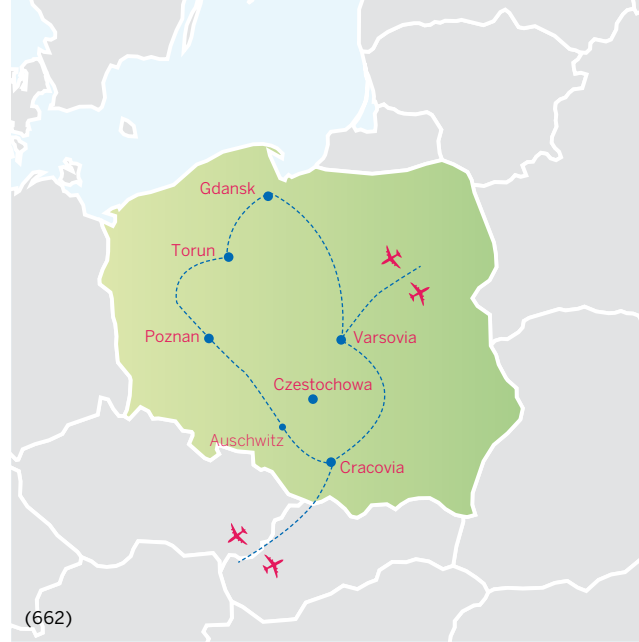 Gdansk
Torun
Poznan
Varsovia
Czestochowa
Auschwitz
Cracovia
(662)